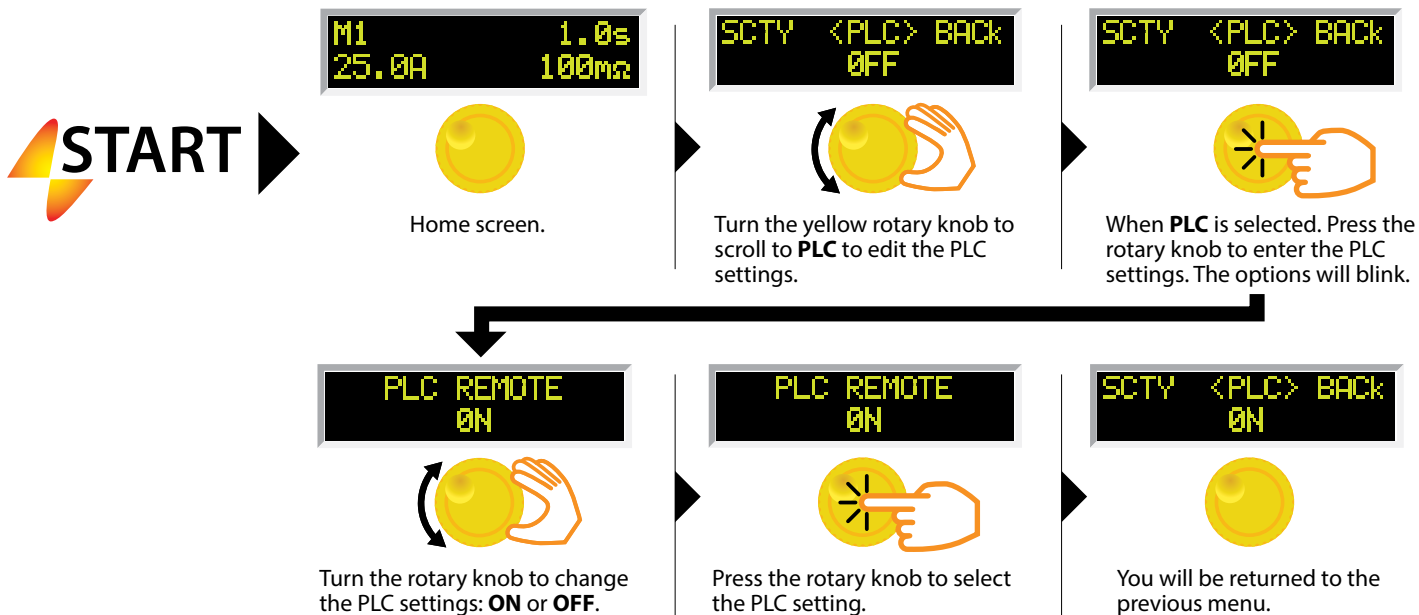 START
M1 1.0s
25.0A 100mΩ
Home screen.
SCTY <PLC> BACk
0FF
Turn the yellow rotary knob to
scroll to PLC to edit the PLC
settings.
SCTY <PLC> BACk
0FF
When PLC is selected. Press the
rotary knob to enter the PLC
settings. The options will blink.
PLC REMOTE
0N
Turn the rotary knob to change
the PLC settings: ON or OFF.
PLC REMOTE
0N
Press the rotary knob to select
the PLC setting.
SCTY <PLC> BACk
0N
You will be returned to the
previous menu.